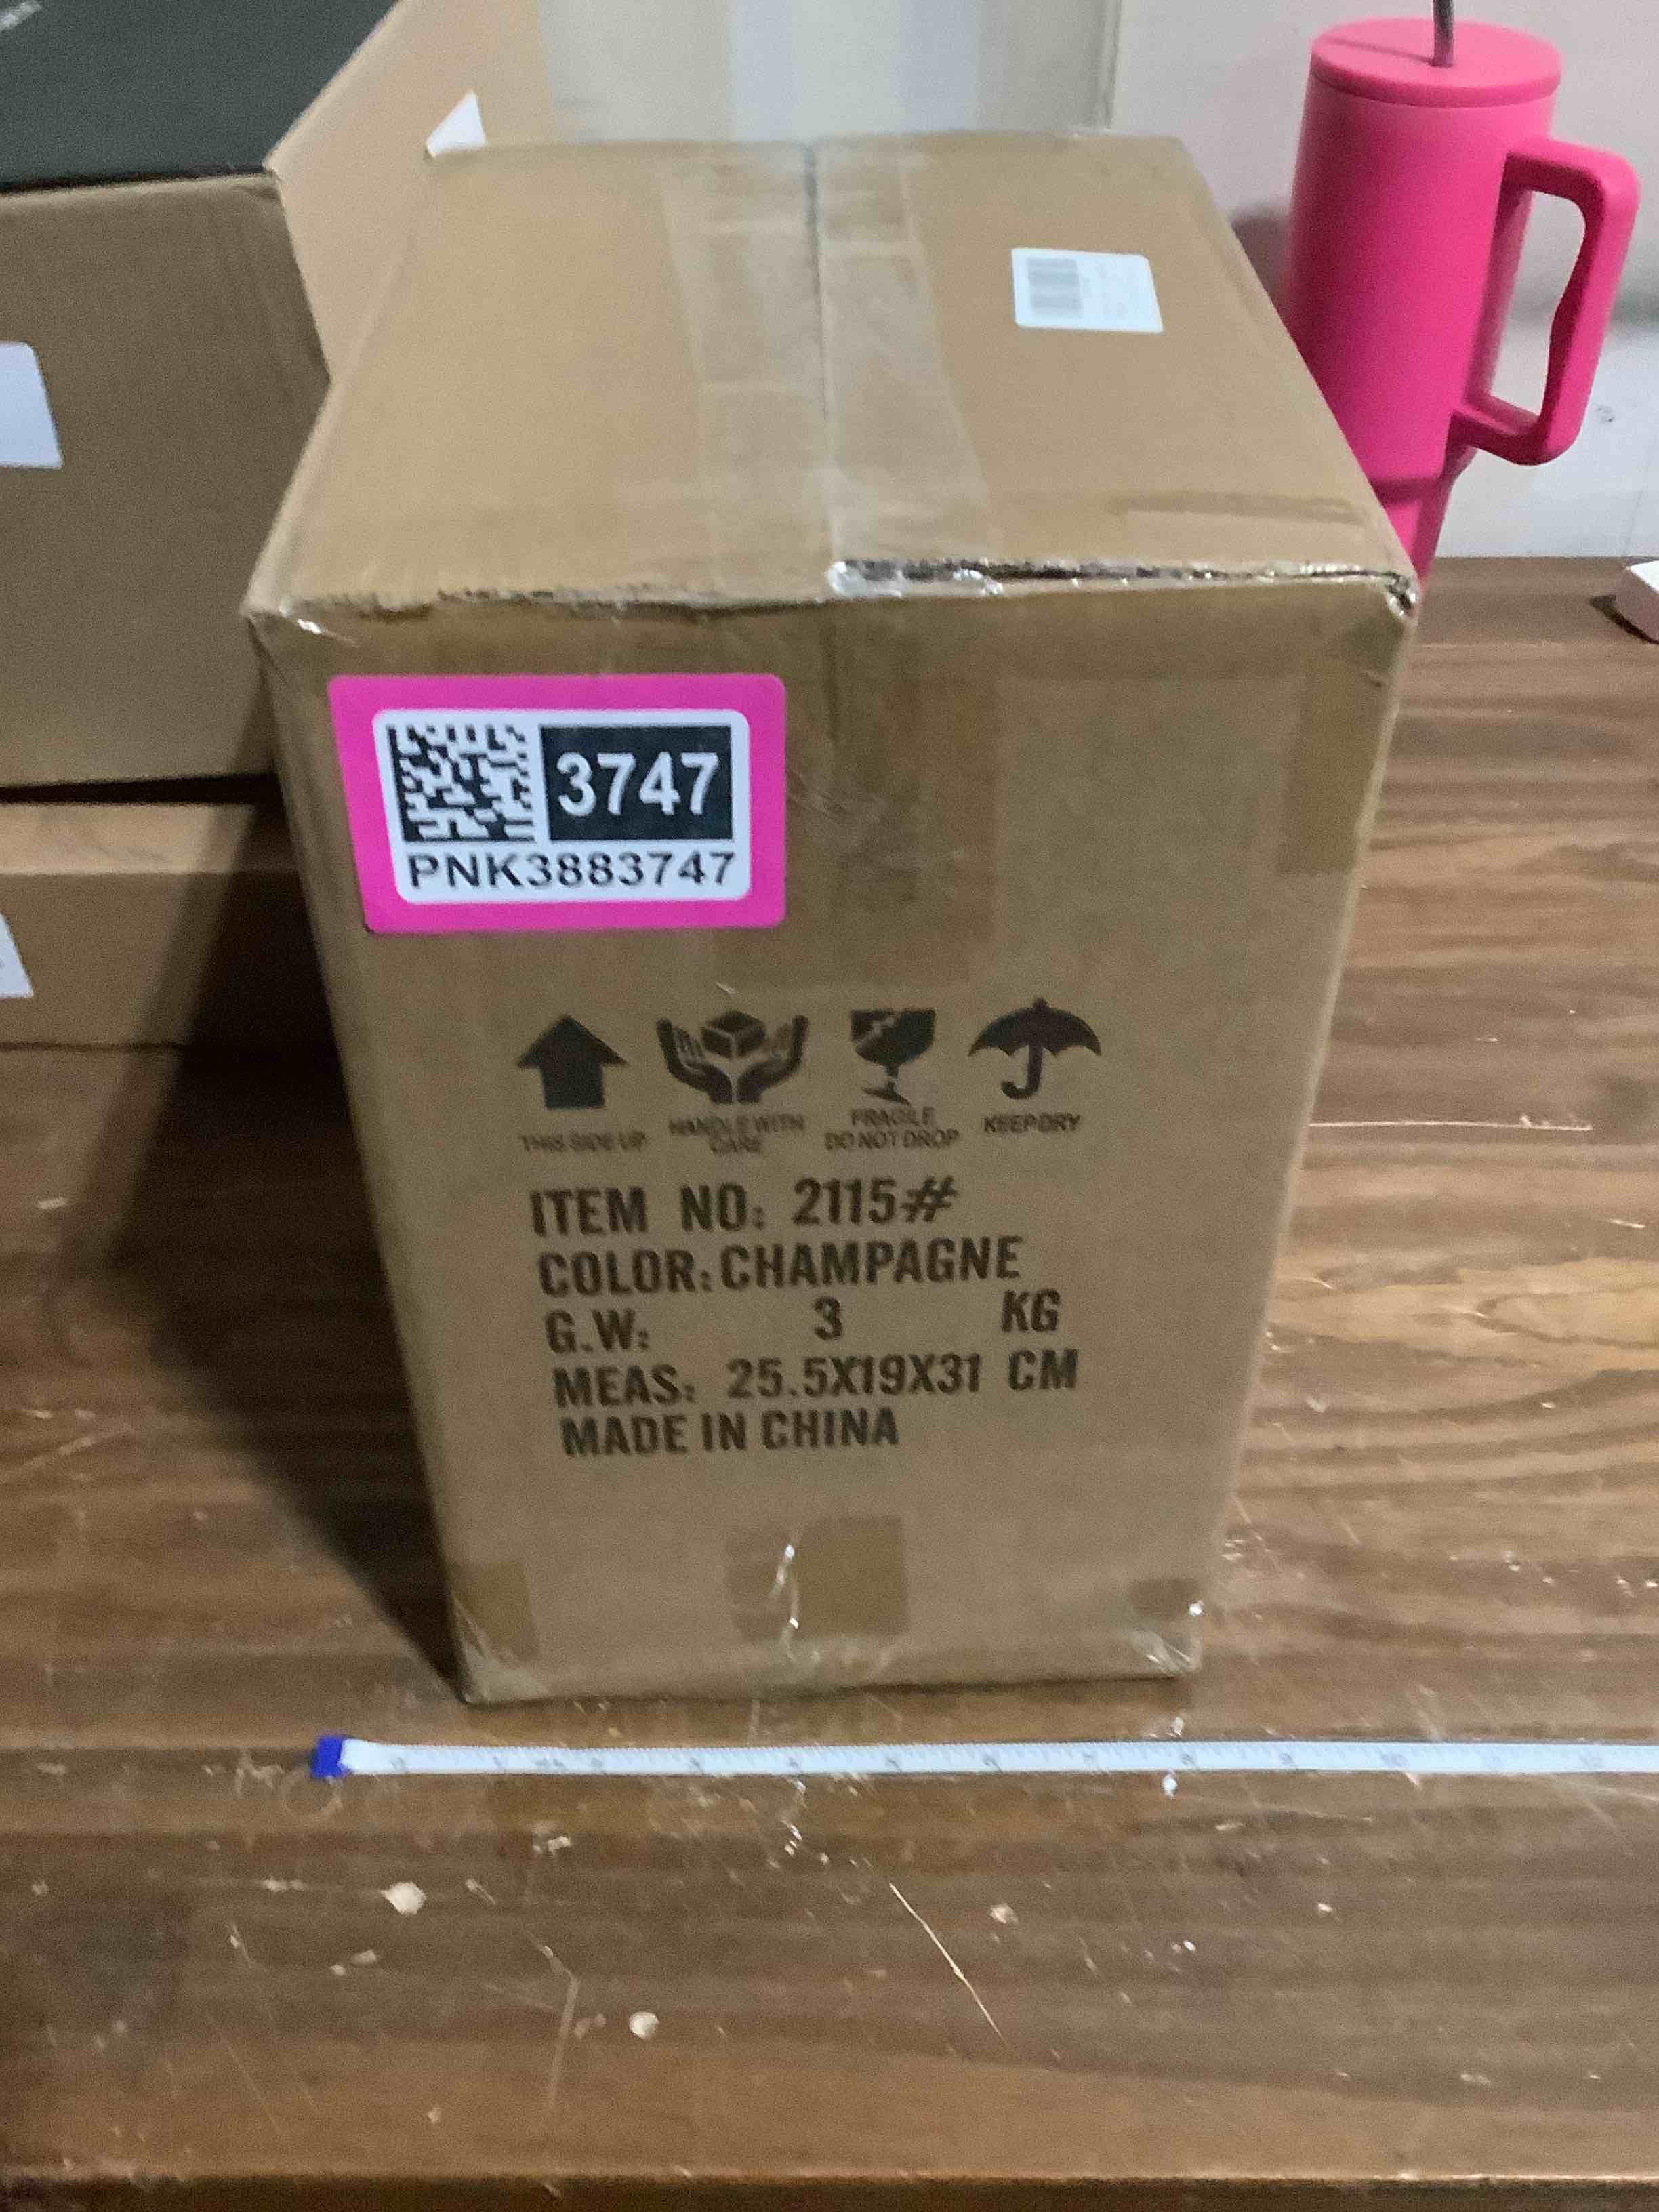 3747
PNK3883747
THIS SIDE UP
HANDLE WITH
CARE
FRAGILE
DO NOT DROP
KEEP DRY
ITEM NO: 2115#
COLOR: CHAMPAGNE
G.W: 3 KG
MEAS: 25.5X19X31 CM
MADE IN CHINA